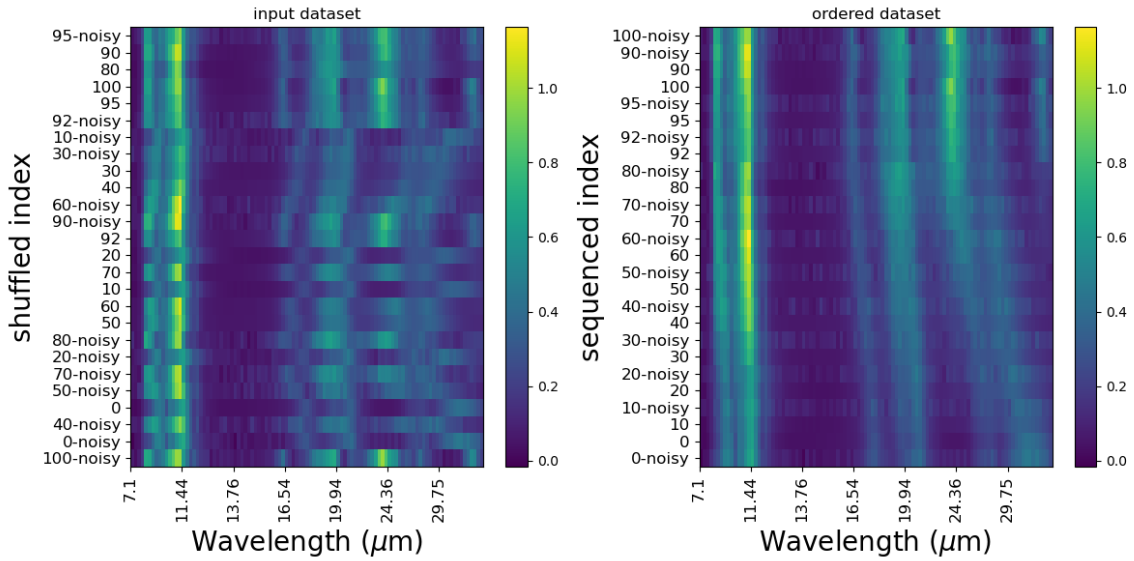 input dataset
shuffled index
95-noisy
90
80
100
95
92-noisy
10-noisy
30-noisy
30
40
60-noisy
90-noisy
92
20
70
10
60
50
80-noisy
20-noisy
70-noisy
50-noisy
0
40-noisy
0-noisy
100-noisy
7.1 11.44 13.76 16.54 19.94 24.36 29.75
Wavelength (μm)
1.0
0.8
0.6
0.4
0.2
0.0
ordered dataset
sequenced index
100-noisy
90-noisy
90
100
95-noisy
95
92-noisy
92
80-noisy
80
70-noisy
70
60-noisy
60
50-noisy
50
40-noisy
40
30-noisy
30
20-noisy
20
10-noisy
10
0
0-noisy
7.1 11.44 13.76 16.54 19.94 24.36 29.75
Wavelength (μm)
1.0
0.8
0.6
0.4
0.2
0.0